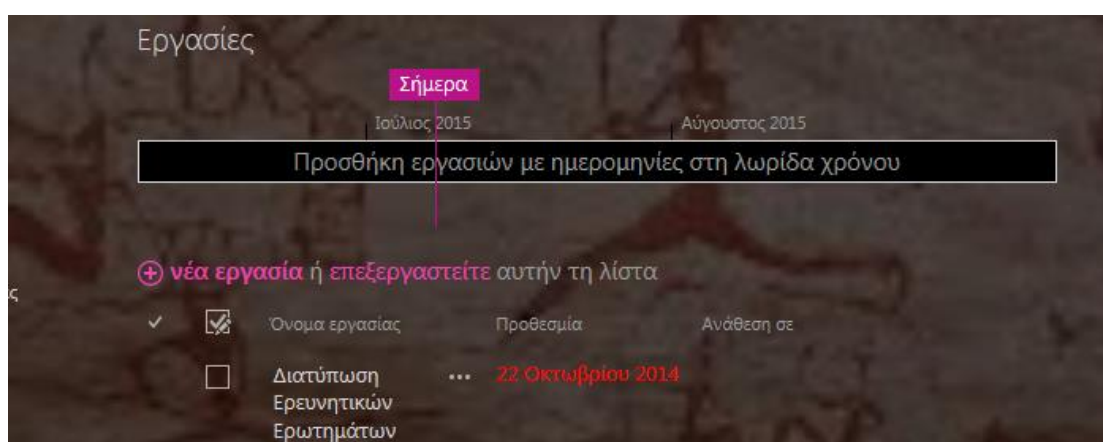 Εργασίες
Σήμερα
Ιούλιος 2015 Αύγουστος 2015
Προσθήκη εργασιών με ημερομηνίες στη λωρίδα χρόνου
νέα εργασία ή επεξεργαστείτε αυτήν τη λίστα
Όνομα εργασίας Προθεσμία Ανάθεση σε
Διατύπωση ... 22 Οκτωβρίου 2014
Ερευνητικών
Ερωτημάτων